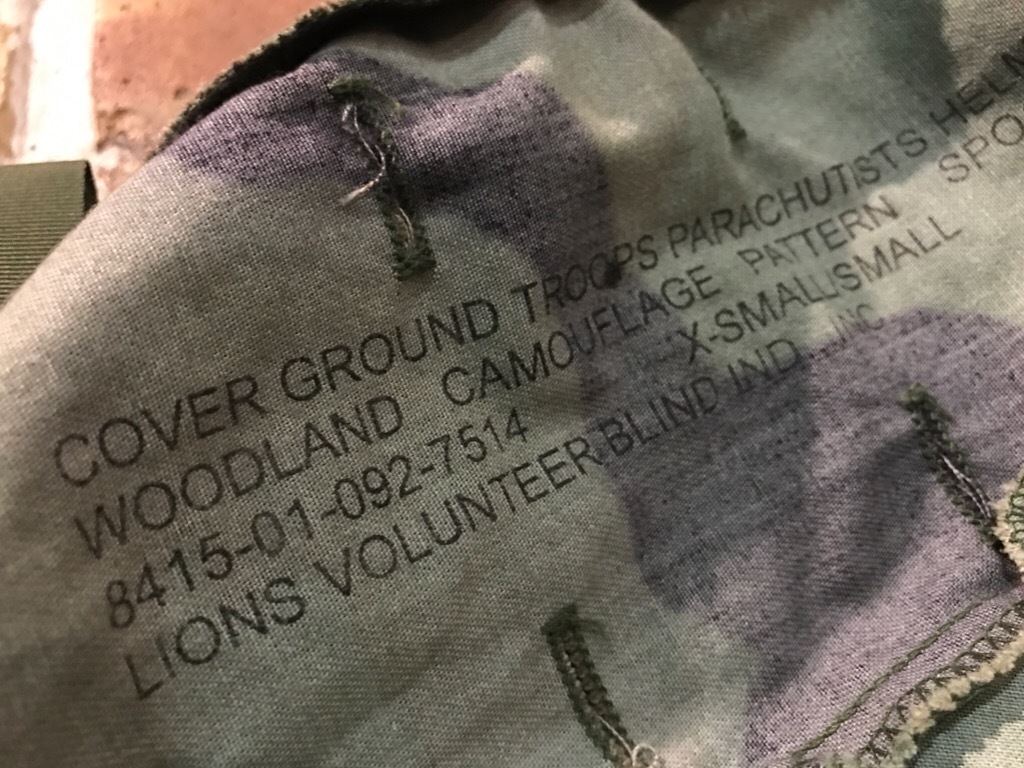 COVER GROUND TROOPS PARACHUTISTS HELM
WOODLAND CAMOUFLAGE PATTERN SPO
8415-01-092-7514 X-SMALL/SMALL
LIONS VOLUNTEER BLIND IND., INC